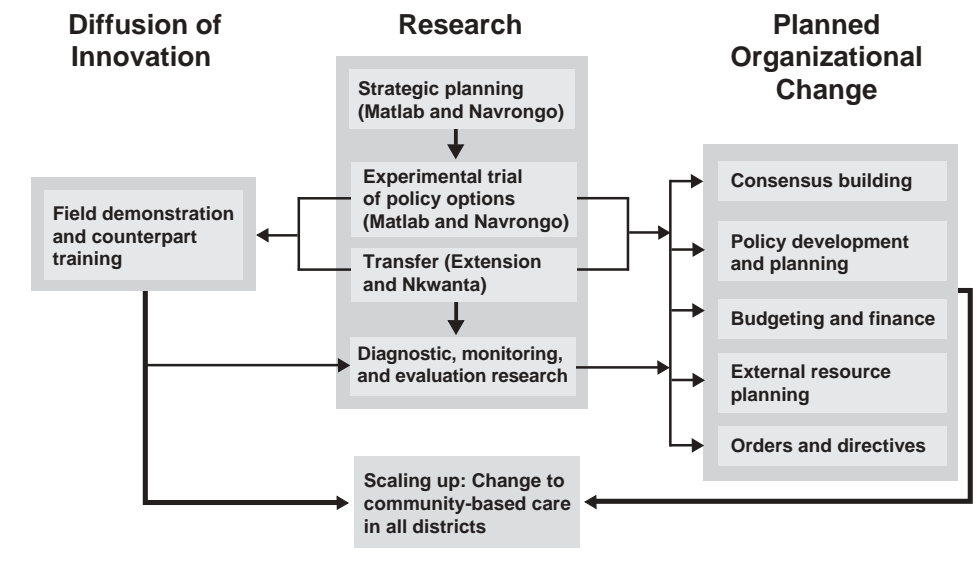 Diffusion of
Innovation
Research
Planned
Organizational
Change
Strategic planning
(Matlab and Navrongo)
Experimental trial
of policy options
(Matlab and Navrongo)
Transfer (Extension
and Nkwanta)
Diagnostic, monitoring,
and evaluation research
Field demonstration
and counterpart
training
Consensus building
Policy development
and planning
Budgeting and finance
External resource
planning
Orders and directives
Scaling up: Change to
community-based care
in all districts